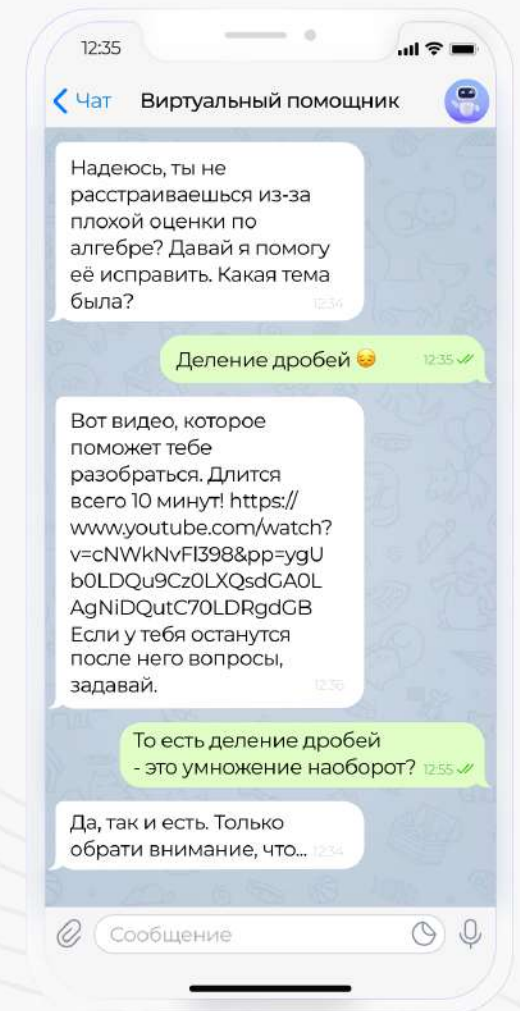 12:35
Чат Виртуальный помощник
Надеюсь, ты не
расстраиваешься из-за
плохой оценки по
алгебре? Давай я помогу
её исправить. Какая тема
была? 12:34
Деление дробей 😔 12:35
Вот видео, которое
поможет тебе
разобраться. Длится
всего 10 минут! https://
www.youtube.com/watch?
v=cNWkNvFl398&pp=ygU
b0LDQu9Cz0LXQsdGA0L
AgNiDQutC70LDRgdGB
Если у тебя останутся
после него вопросы,
задавай. 12:36
То есть деление дробей
- это умножение наоборот? 12:55
Да, так и есть. Только
обрати внимание, что... 12:34
Сообщение